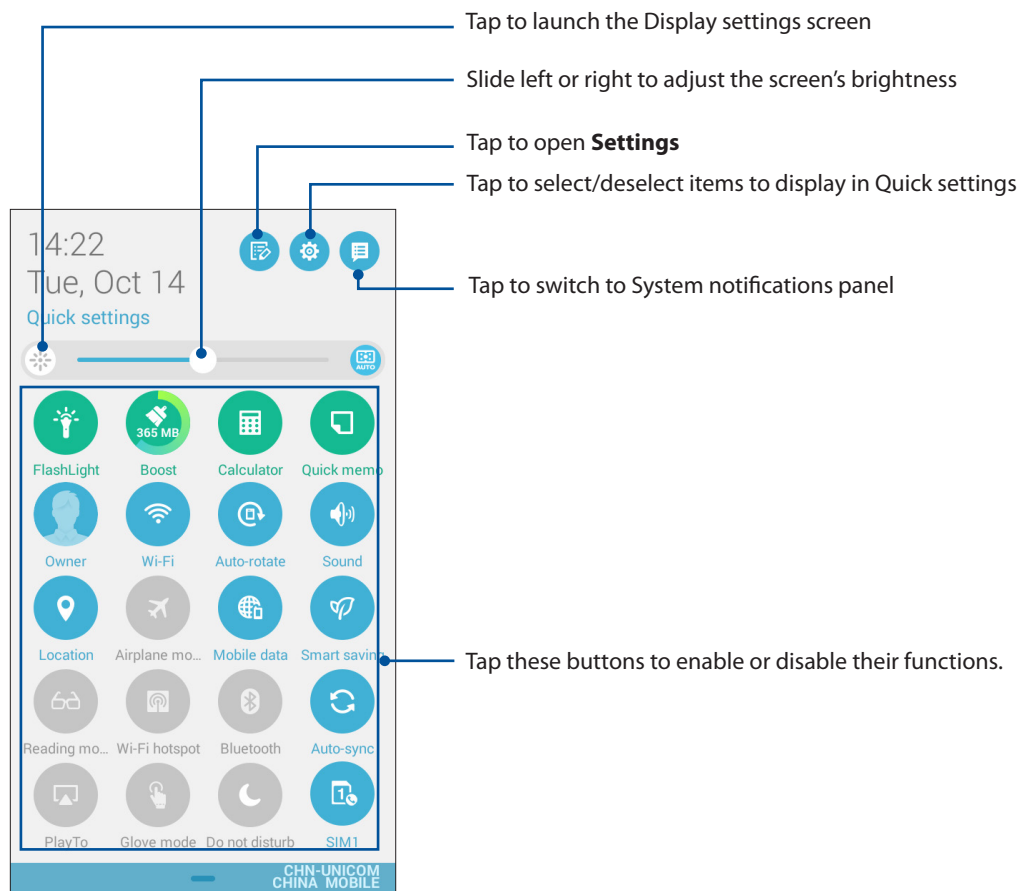 Tap to launch the Display settings screen
Slide left or right to adjust the screen’s brightness
Tap to open Settings
Tap to select/deselect items to display in Quick settings
14:22
Tue, Oct 14
Quick settings
Tap to switch to System notifications panel
AUTO
365 MB
FlashLight Boost Calculator Quick memo
Owner Wi-Fi Auto-rotate Sound
Location Airplane mo... Mobile data Smart saving
Tap these buttons to enable or disable their functions.
Reading mo... Wi-Fi hotspot Bluetooth Auto-sync
1
PlayTo Glove mode Do not disturb SIM1
CHN-UNICOM
CHINA MOBILE